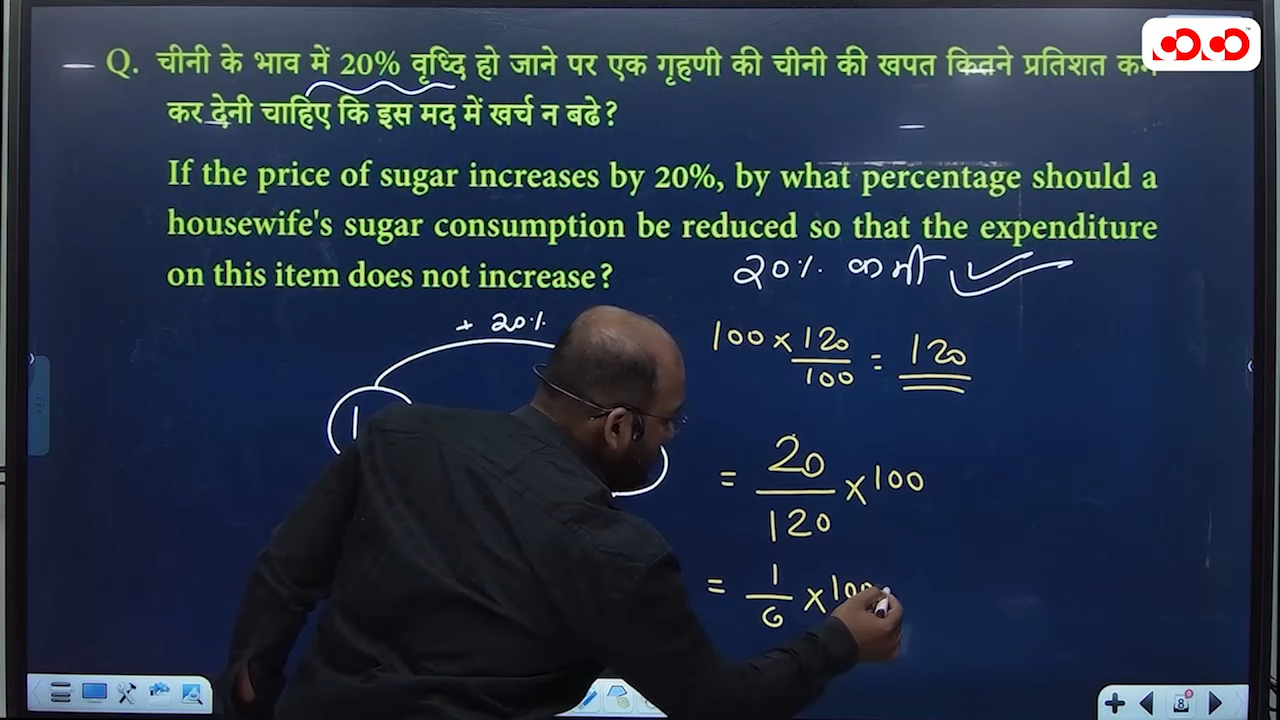 Q. चीनी के भाव में 20% वृध्दि हो जाने पर एक गृहणी की चीनी की खपत कितने प्रतिशत कम
कर देनी चाहिए कि इस मद में खर्च न बढे?
If the price of sugar increases by 20%, by what percentage should a
housewife's sugar consumption be reduced so that the expenditure
on this item does not increase?
20% कमी
+ 20%
100 × 120/100 = 120
= 20/120 × 100
= 1/6 × 100